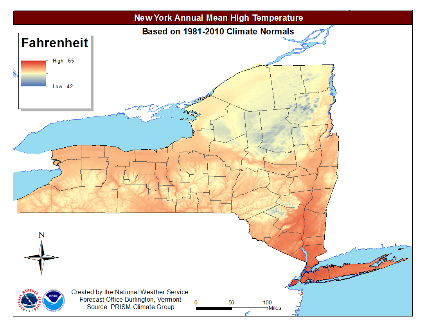 New York Annual Mean High Temperature
Based on 1981-2010 Climate Normals
Fahrenheit
High : 65
Low : 42
N
Created by the National Weather Service
Forecast Office Burlington, Vermont
Source: PRISM Climate Group
0 50 100
Miles